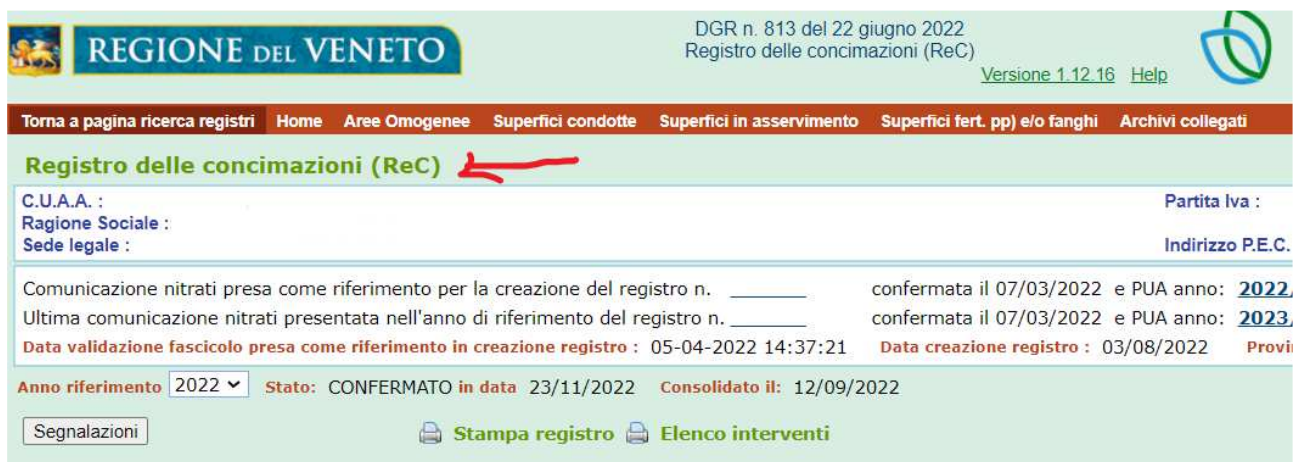 REGIONE DEL VENETO
DGR n. 813 del 22 giugno 2022
Registro delle concimazioni (ReC)
Versione 1.12.16 Help
Torna a pagina ricerca registri Home Aree Omogenee Superfici condotte Superfici in asservimento Superfici fert. pp) e/o fanghi Archivi collegati
Registro delle concimazioni (ReC)
C.U.A.A. : Partita Iva :
Ragione Sociale :
Sede legale : Indirizzo P.E.C.
Comunicazione nitrati presa come riferimento per la creazione del registro n. ________ confermata il 07/03/2022 e PUA anno: 2022/
Ultima comunicazione nitrati presentata nell'anno di riferimento del registro n. ________ confermata il 07/03/2022 e PUA anno: 2023/
Data validazione fascicolo presa come riferimento in creazione registro : 05-04-2022 14:37:21 Data creazione registro : 03/08/2022 Provi
Anno riferimento 2022 Stato: CONFERMATO in data 23/11/2022 Consolidato il: 12/09/2022
Segnalazioni Stampa registro Elenco interventi